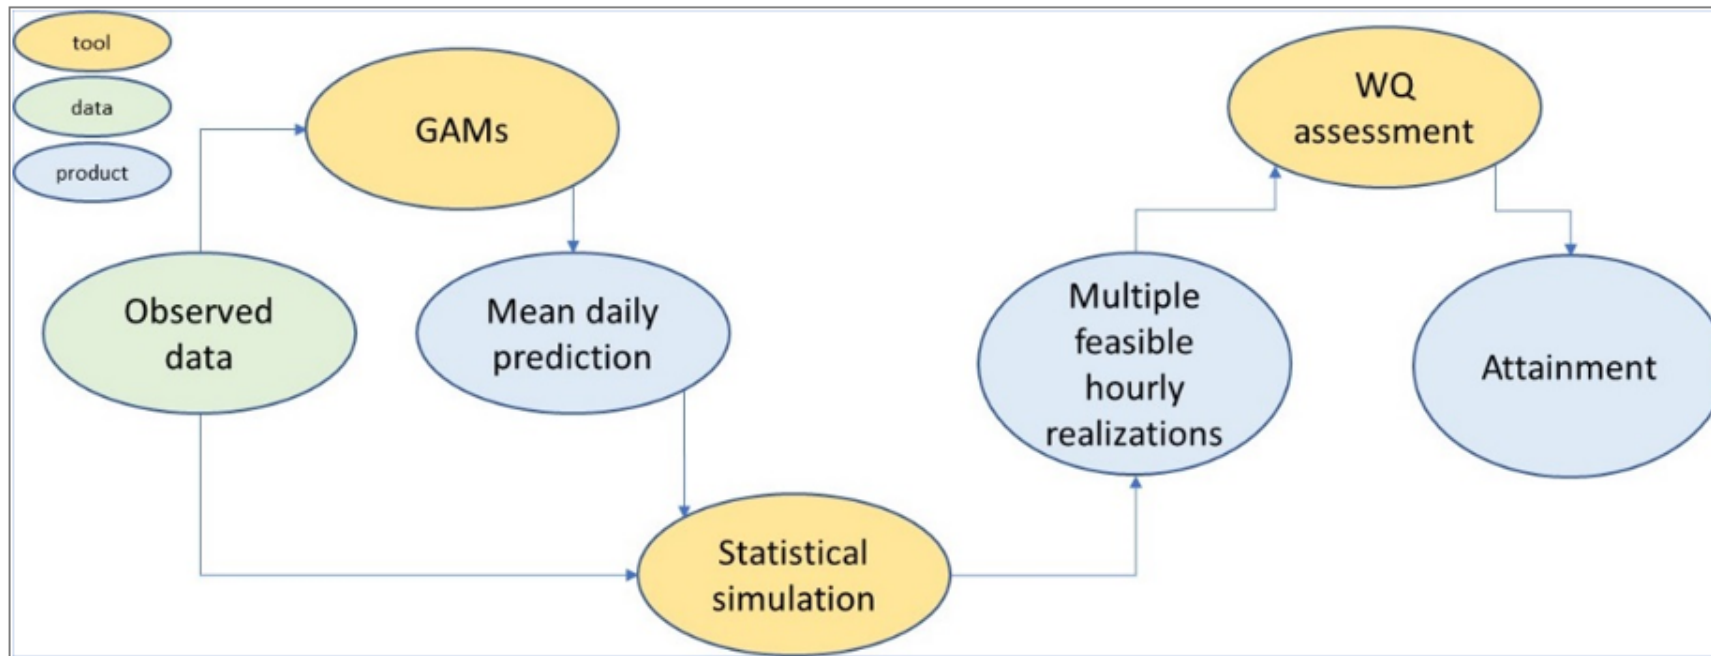 tool
data
product
GAMs
Observed
data
Mean daily
prediction
Statistical
simulation
Multiple
feasible
hourly
realizations
WQ
assessment
Attainment